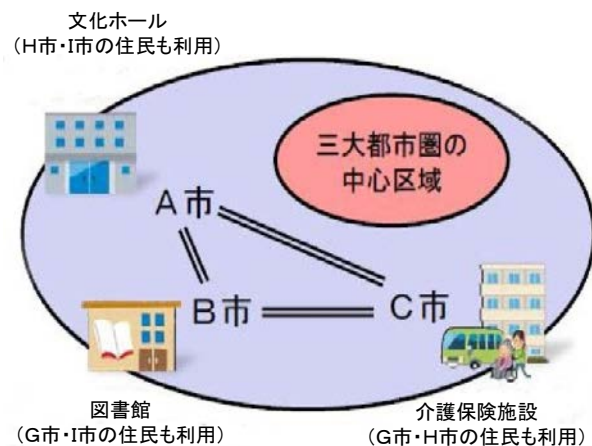 文化ホール
(H市・I市の住民も利用)
三大都市圏の
中心区域
A市
B市
C市
図書館
(G市・I市の住民も利用)
介護保険施設
(G市・H市の住民も利用)